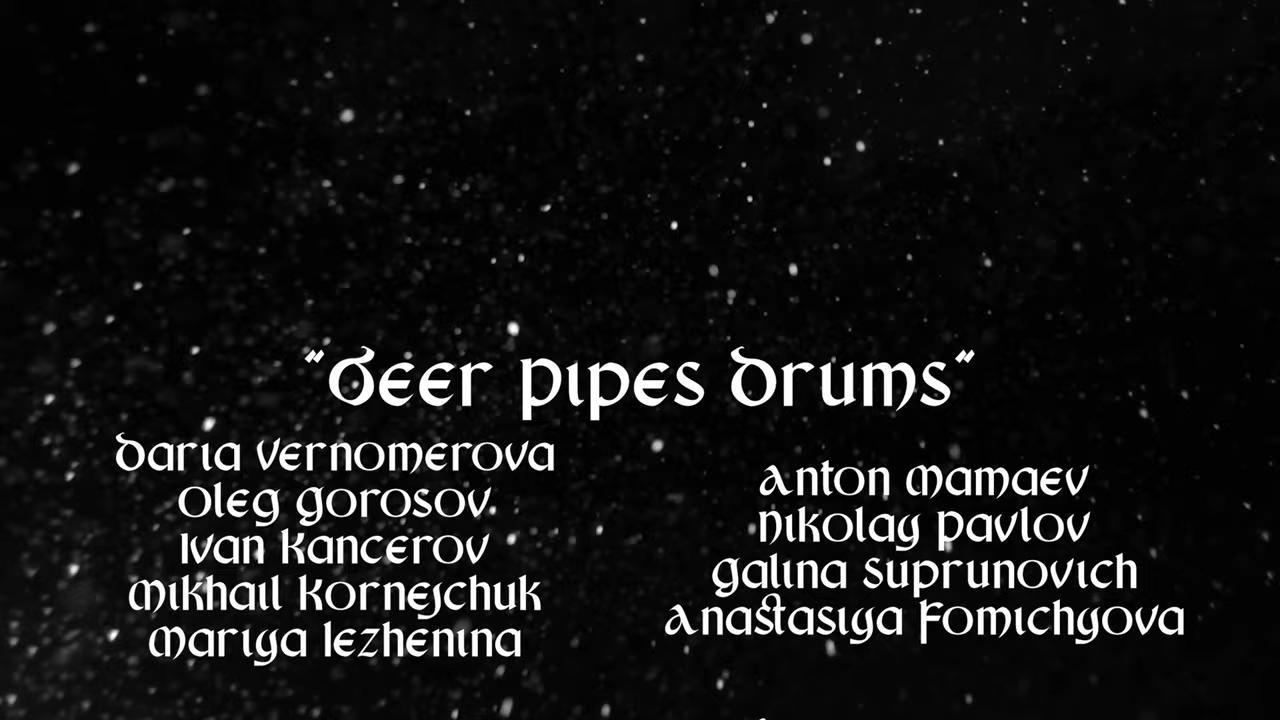 "Deer Pipes Drums"
Daria Vernomerova
Oleg Gorosov
Ivan Kancerov
Mikhail Kornejchuk
Mariya Lezhenina
Anton Mamaev
Nikolay Pavlov
Galina Suprunovich
Anastasiya Fomichyova